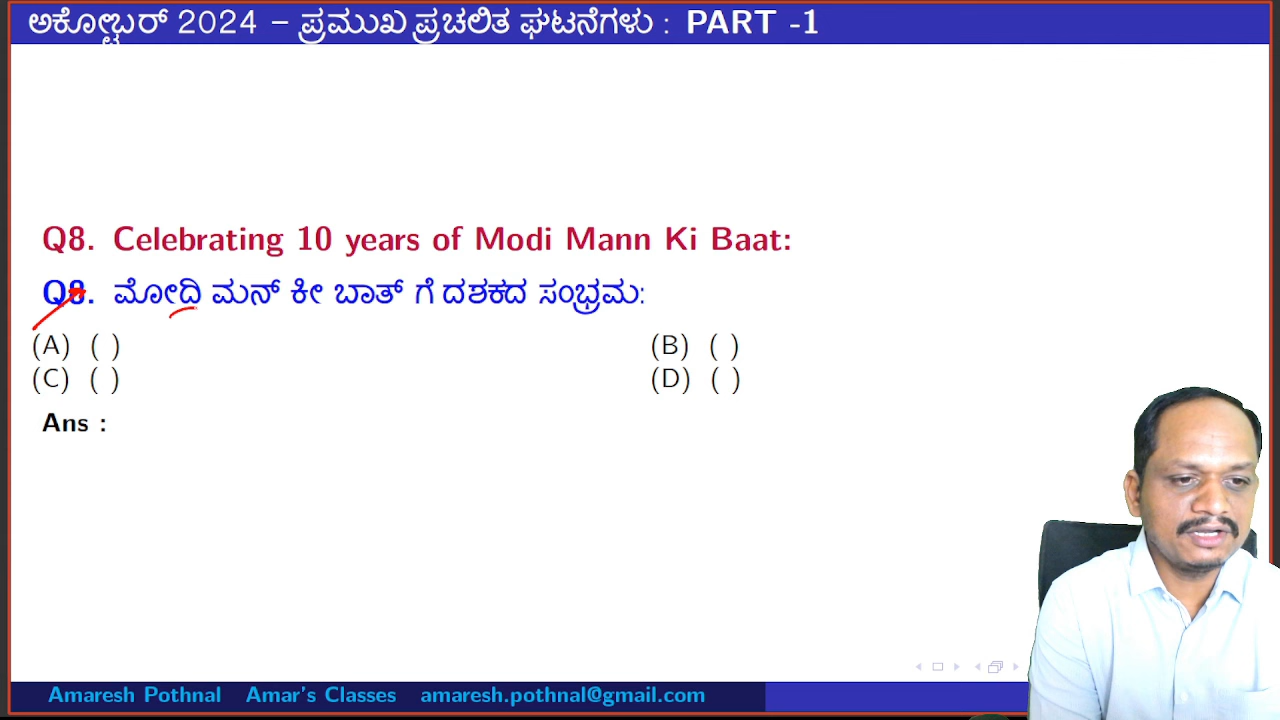 ಅಕ್ಟೋಬರ್ 2024 – ಪ್ರಮುಖ ಪ್ರಚಲಿತ ಘಟನೆಗಳು : PART -1
Q8. Celebrating 10 years of Modi Mann Ki Baat:
Q8. ಮೋದಿ ಮನ್ ಕೀ ಬಾತ್ ಗೆ ದಶಕದ ಸಂಭ್ರಮ:
(A) ( ) (B) ( )
(C) ( ) (D) ( )
Ans :
Amaresh Pothnal Amar's Classes amaresh.pothnal@gmail.com